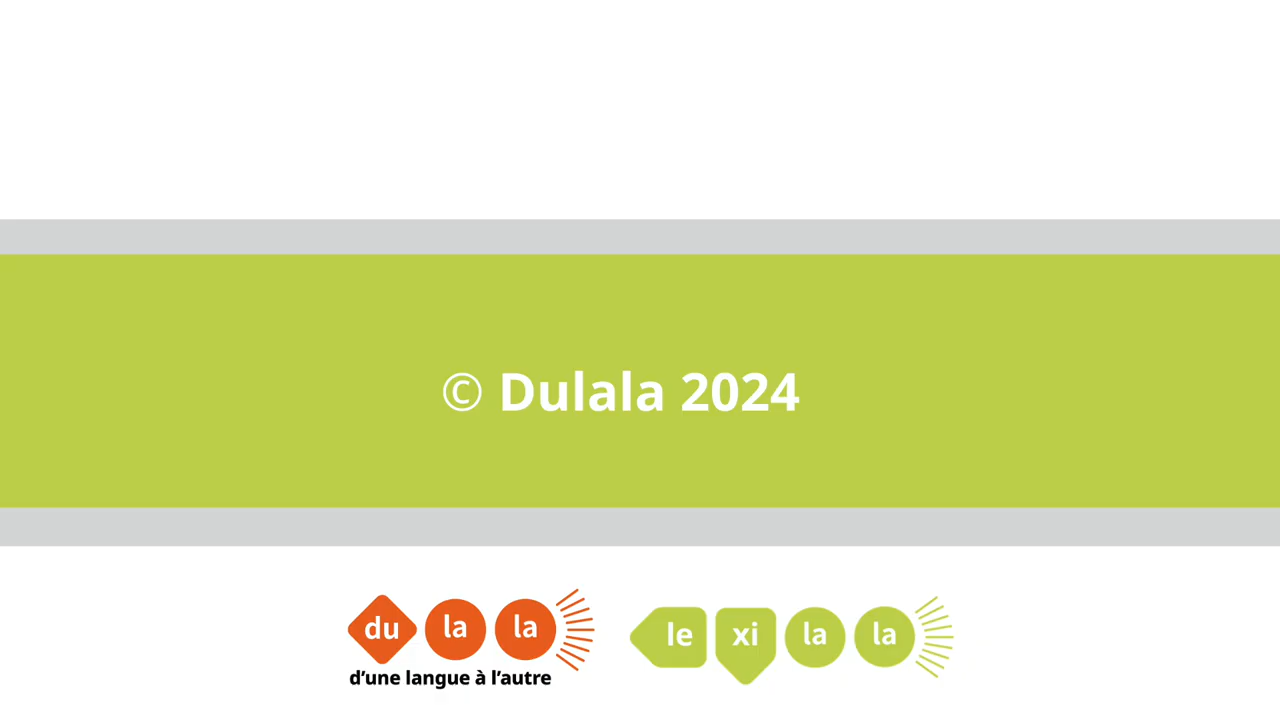 © Dulala 2024
du la la
d’une langue à l’autre
le xi la la